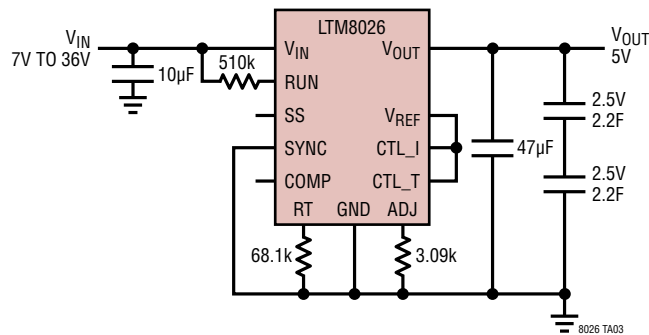 LTM8026
VIN
7V TO 36V
10µF
510k
VIN
RUN
SS
SYNC
COMP
RT
GND
ADJ
VOUT
VREF
CTL_I
CTL_T
VOUT
5V
47µF
2.5V
2.2F
2.5V
2.2F
68.1k
3.09k
8026 TA03